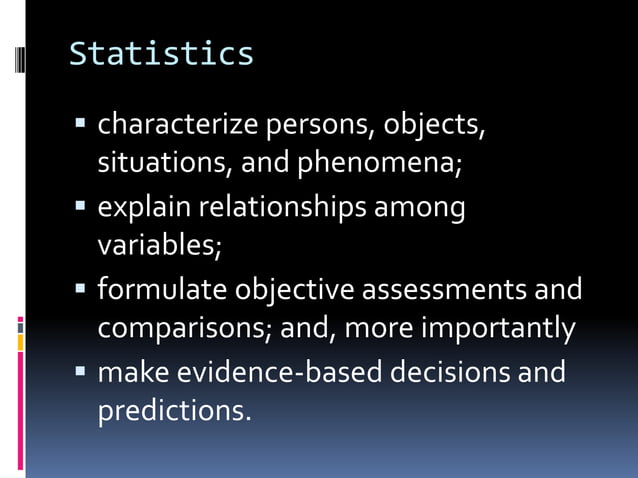 Statistics
▪ characterize persons, objects,
situations, and phenomena;
▪ explain relationships among
variables;
▪ formulate objective assessments and
comparisons; and, more importantly
▪ make evidence-based decisions and
predictions.